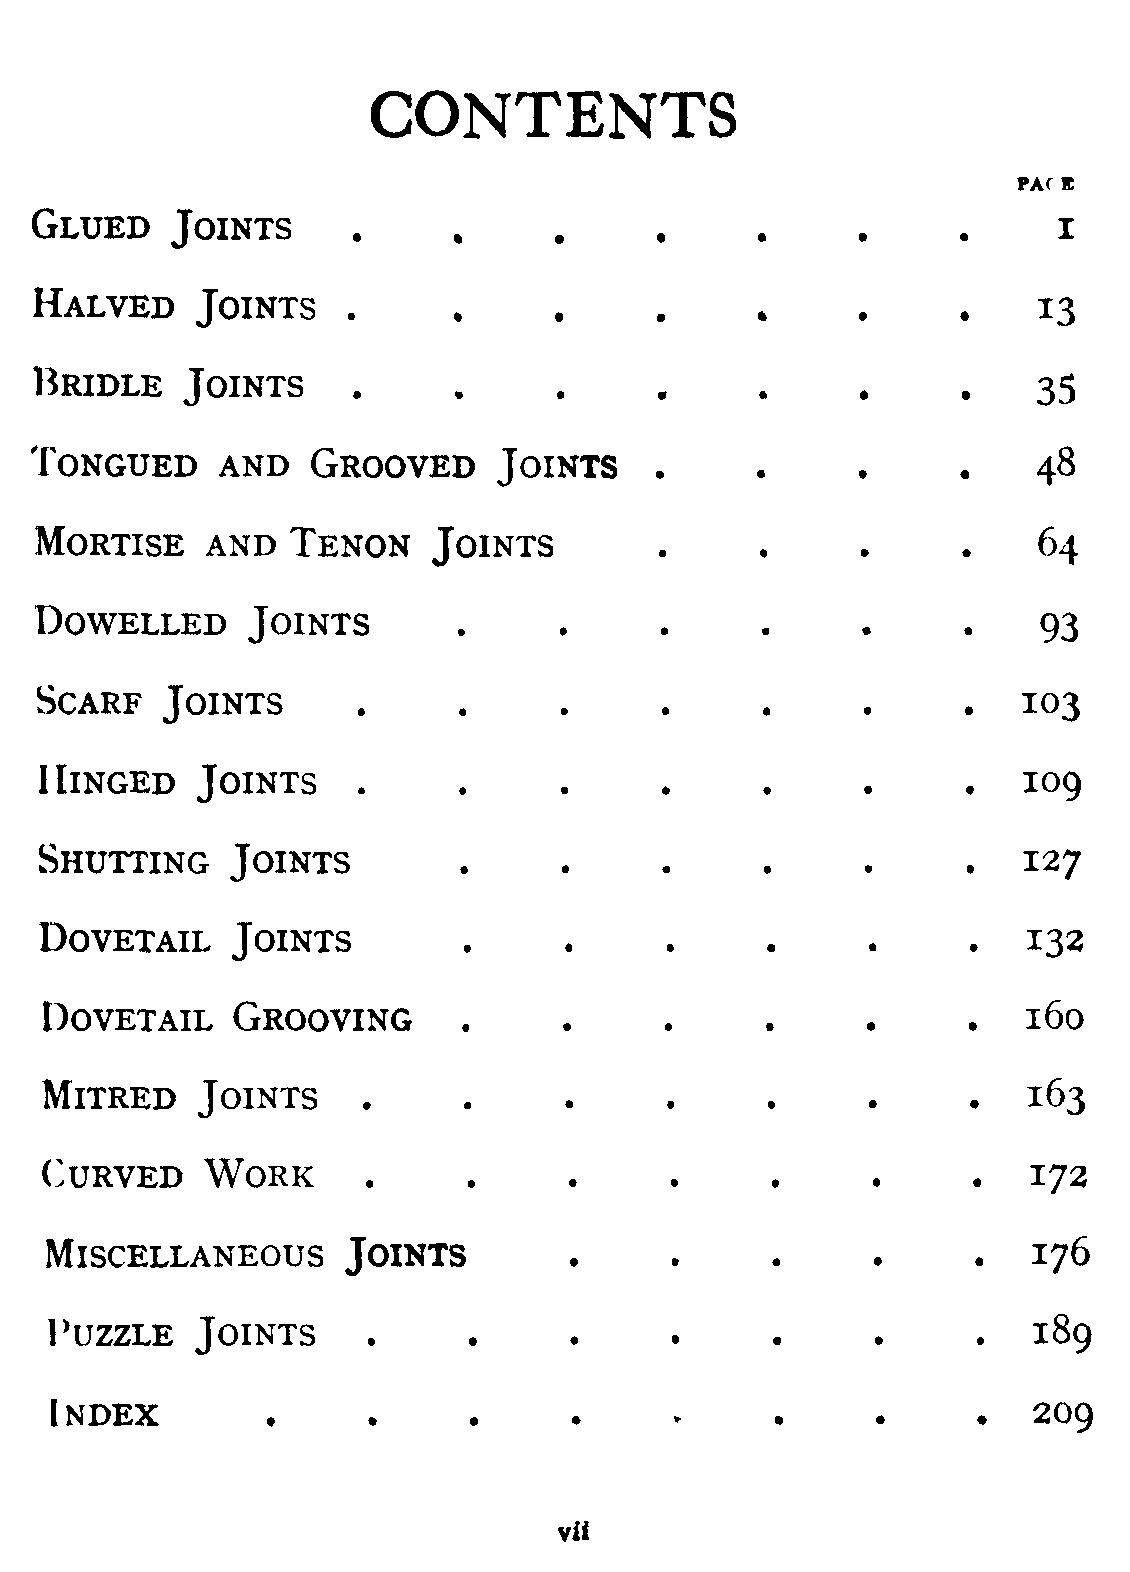 CONTENTS
PAGE
GLUED JOINTS . . . . . . . 1
HALVED JOINTS . . . . . . . 13
BRIDLE JOINTS . . . . . . . 35
TONGUED AND GROOVED JOINTS . . . . 48
MORTISE AND TENON JOINTS . . . . 64
DOWELLED JOINTS . . . . . . 93
SCARF JOINTS . . . . . . . 103
HINGED JOINTS . . . . . . . 109
SHUTTING JOINTS . . . . . . 127
DOVETAIL JOINTS . . . . . . 132
DOVETAIL GROOVING . . . . . . 160
MITRED JOINTS . . . . . . . 163
CURVED WORK . . . . . . . 172
MISCELLANEOUS JOINTS . . . . . 176
PUZZLE JOINTS . . . . . . . 189
INDEX . . . . . . . . 209
vii